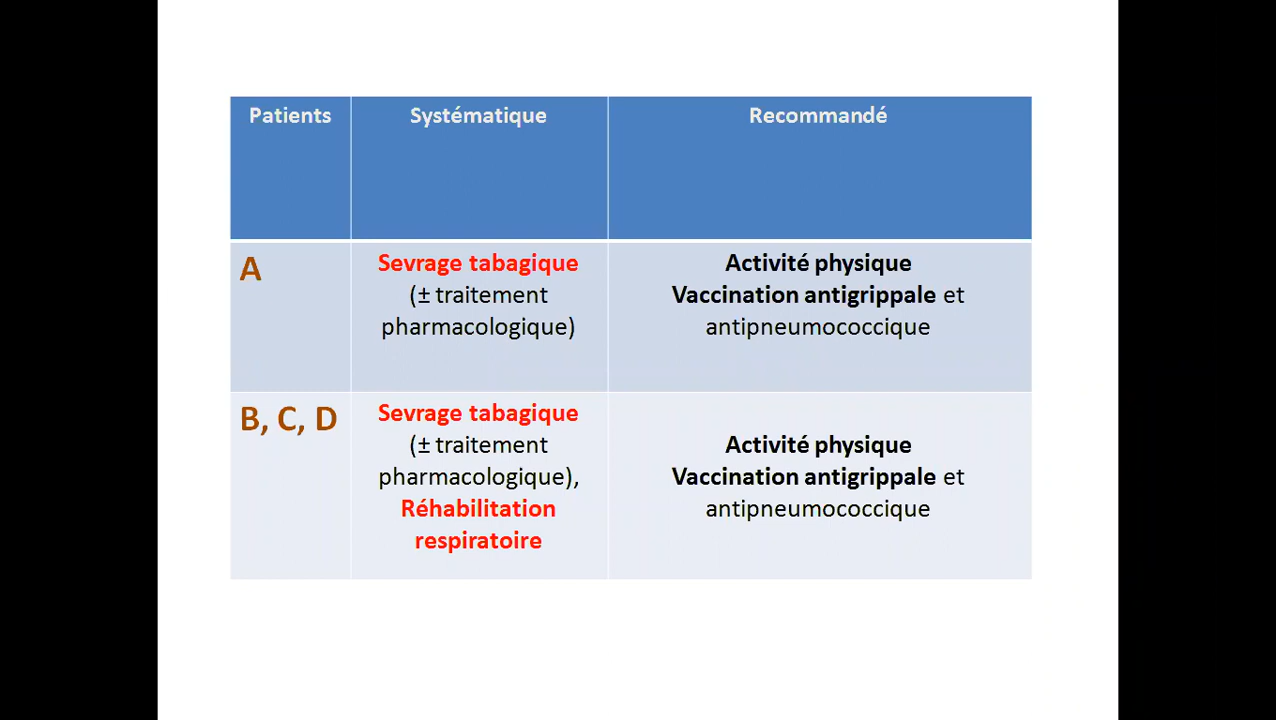 Patients
Systématique
Recommandé
A
Sevrage tabagique
(± traitement
pharmacologique)
Activité physique
Vaccination antigrippale et
antipneumococcique
B, C, D
Sevrage tabagique
(± traitement
pharmacologique),
Réhabilitation
respiratoire
Activité physique
Vaccination antigrippale et
antipneumococcique